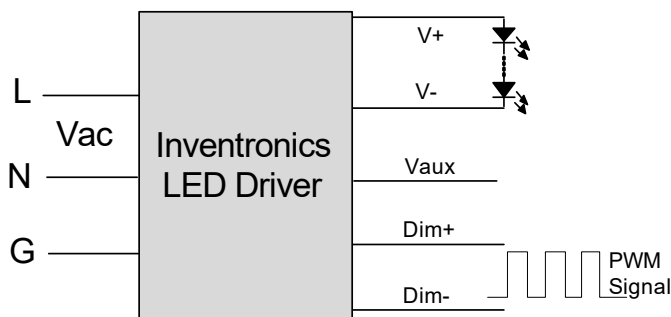 L
Vac
N
G
Inventronics
LED Driver
V+
V-
Vaux
Dim+
Dim-
PWM
Signal